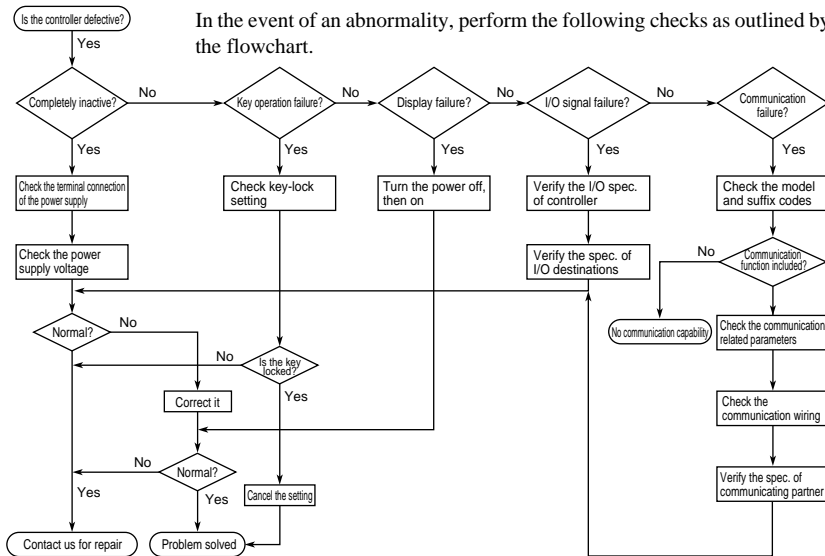 Is the controller defective?
In the event of an abnormality, perform the following checks as outlined by
the flowchart.
Yes
Completely inactive?
No
Key operation failure?
No
Display failure?
No
I/O signal failure?
No
Communication
failure?
Yes
Yes
Yes
Yes
Yes
Check the terminal connection
of the power supply
Check key-lock
setting
Turn the power off,
then on
Verify the I/O spec.
of controller
Check the model
and suffix codes
Check the power
supply voltage
Verify the spec. of
I/O destinations
No
Communication
function included?
Normal?
No
No communication capability
Check the communication
related parameters
No
Is the key
locked?
Yes
Correct it
Check the
communication wiring
No
Normal?
Yes
Yes
Cancel the setting
Verify the spec. of
communicating partner
Contact us for repair
Problem solved